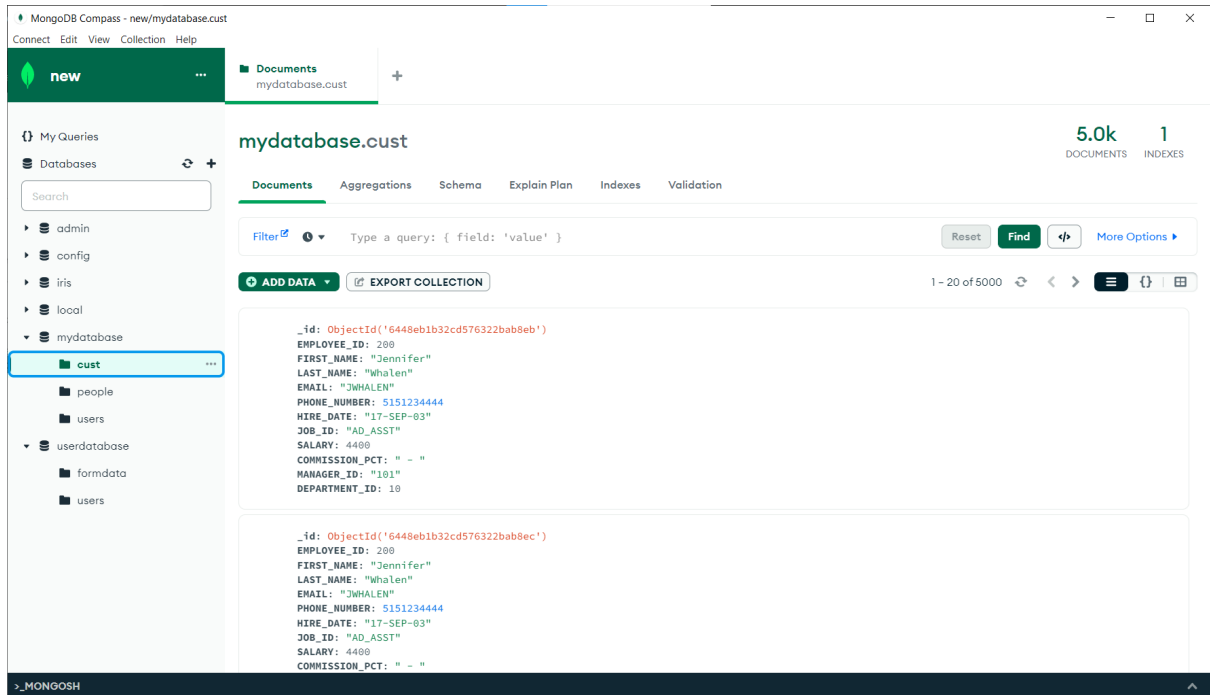 MongoDB Compass - new/mydatabase.cust
Connect Edit View Collection Help
new
Documents
mydatabase.cust
{} My Queries
Databases
Search
admin
config
iris
local
mydatabase
cust
people
users
userdatabase
formdata
users
mydatabase.cust
5.0k
DOCUMENTS
1
INDEXES
Documents Aggregations Schema Explain Plan Indexes Validation
Filter Type a query: { field: 'value' } Reset Find </> More Options
ADD DATA EXPORT COLLECTION 1 – 20 of 5000 {}
_id: ObjectId('6448eb1b32cd576322bab8eb')
EMPLOYEE_ID: 200
FIRST_NAME: "Jennifer"
LAST_NAME: "Whalen"
EMAIL: "JWHALEN"
PHONE_NUMBER: 5151234444
HIRE_DATE: "17-SEP-03"
JOB_ID: "AD_ASST"
SALARY: 4400
COMMISSION_PCT: " - "
MANAGER_ID: "101"
DEPARTMENT_ID: 10
_id: ObjectId('6448eb1b32cd576322bab8ec')
EMPLOYEE_ID: 200
FIRST_NAME: "Jennifer"
LAST_NAME: "Whalen"
EMAIL: "JWHALEN"
PHONE_NUMBER: 5151234444
HIRE_DATE: "17-SEP-03"
JOB_ID: "AD_ASST"
SALARY: 4400
COMMISSION_PCT: " - "
>_MONGOSH